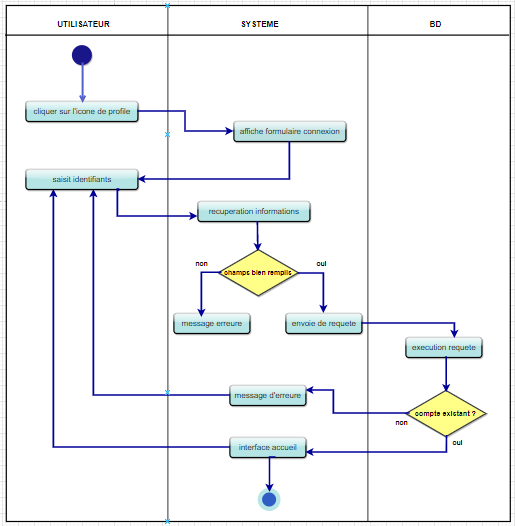 UTILISATEUR
SYSTEME
BD
cliquer sur l'icone de profile
affiche formulaire connexion
saisit identifiants
recuperation informations
non
oui
champs bien remplis
message erreure
envoie de requete
execution requete
message d'erreure
compte existant ?
non
oui
interface accueil